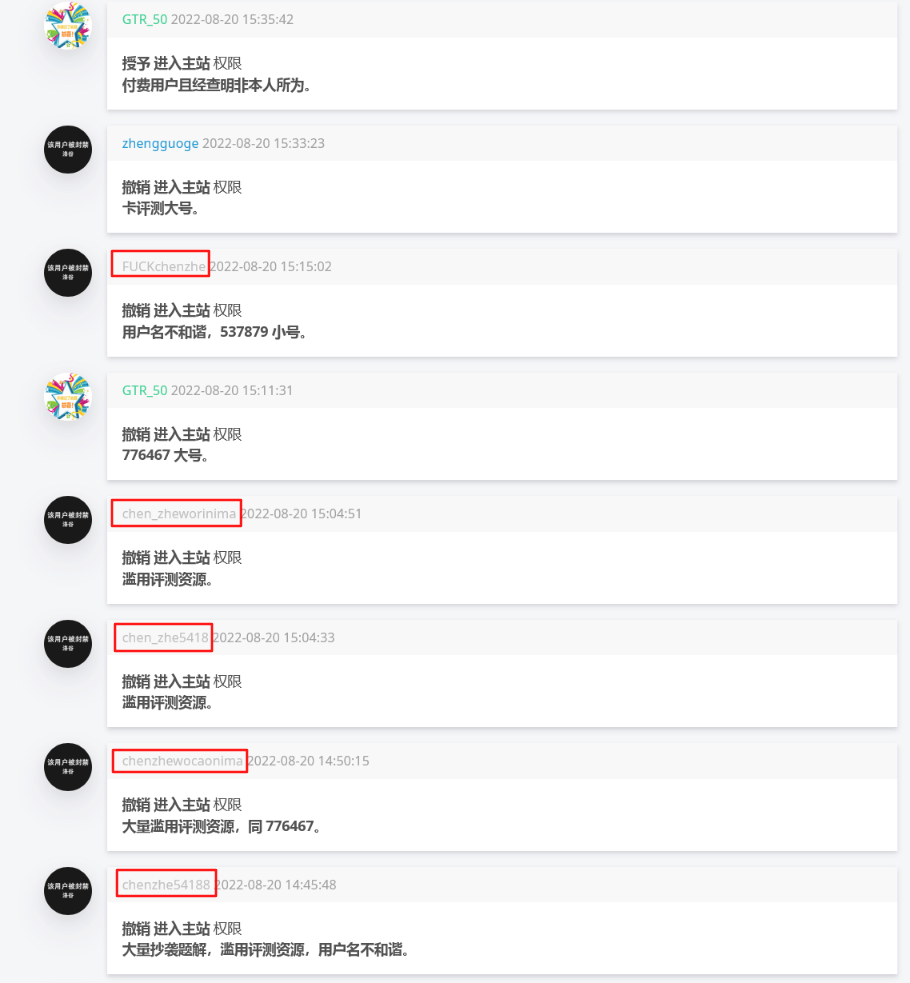 GTR_50 2022-08-20 15:35:42
授予 进入主站 权限
付费用户且经查明非本人所为。
该用户被封禁
洛谷
zhengguoge 2022-08-20 15:33:23
撤销 进入主站 权限
卡评测大号。
该用户被封禁
洛谷
FUCKchenzhe 2022-08-20 15:15:02
撤销 进入主站 权限
用户名不和谐，537879 小号。
GTR_50 2022-08-20 15:11:31
撤销 进入主站 权限
776467 大号。
该用户被封禁
洛谷
chen_zheworinima 2022-08-20 15:04:51
撤销 进入主站 权限
滥用评测资源。
该用户被封禁
洛谷
chen_zhe5418 2022-08-20 15:04:33
撤销 进入主站 权限
滥用评测资源。
该用户被封禁
洛谷
chenzhewocaonima 2022-08-20 14:50:15
撤销 进入主站 权限
大量滥用评测资源，同 776467。
该用户被封禁
洛谷
chenzhe54188 2022-08-20 14:45:48
撤销 进入主站 权限
大量抄袭题解，滥用评测资源，用户名不和谐。